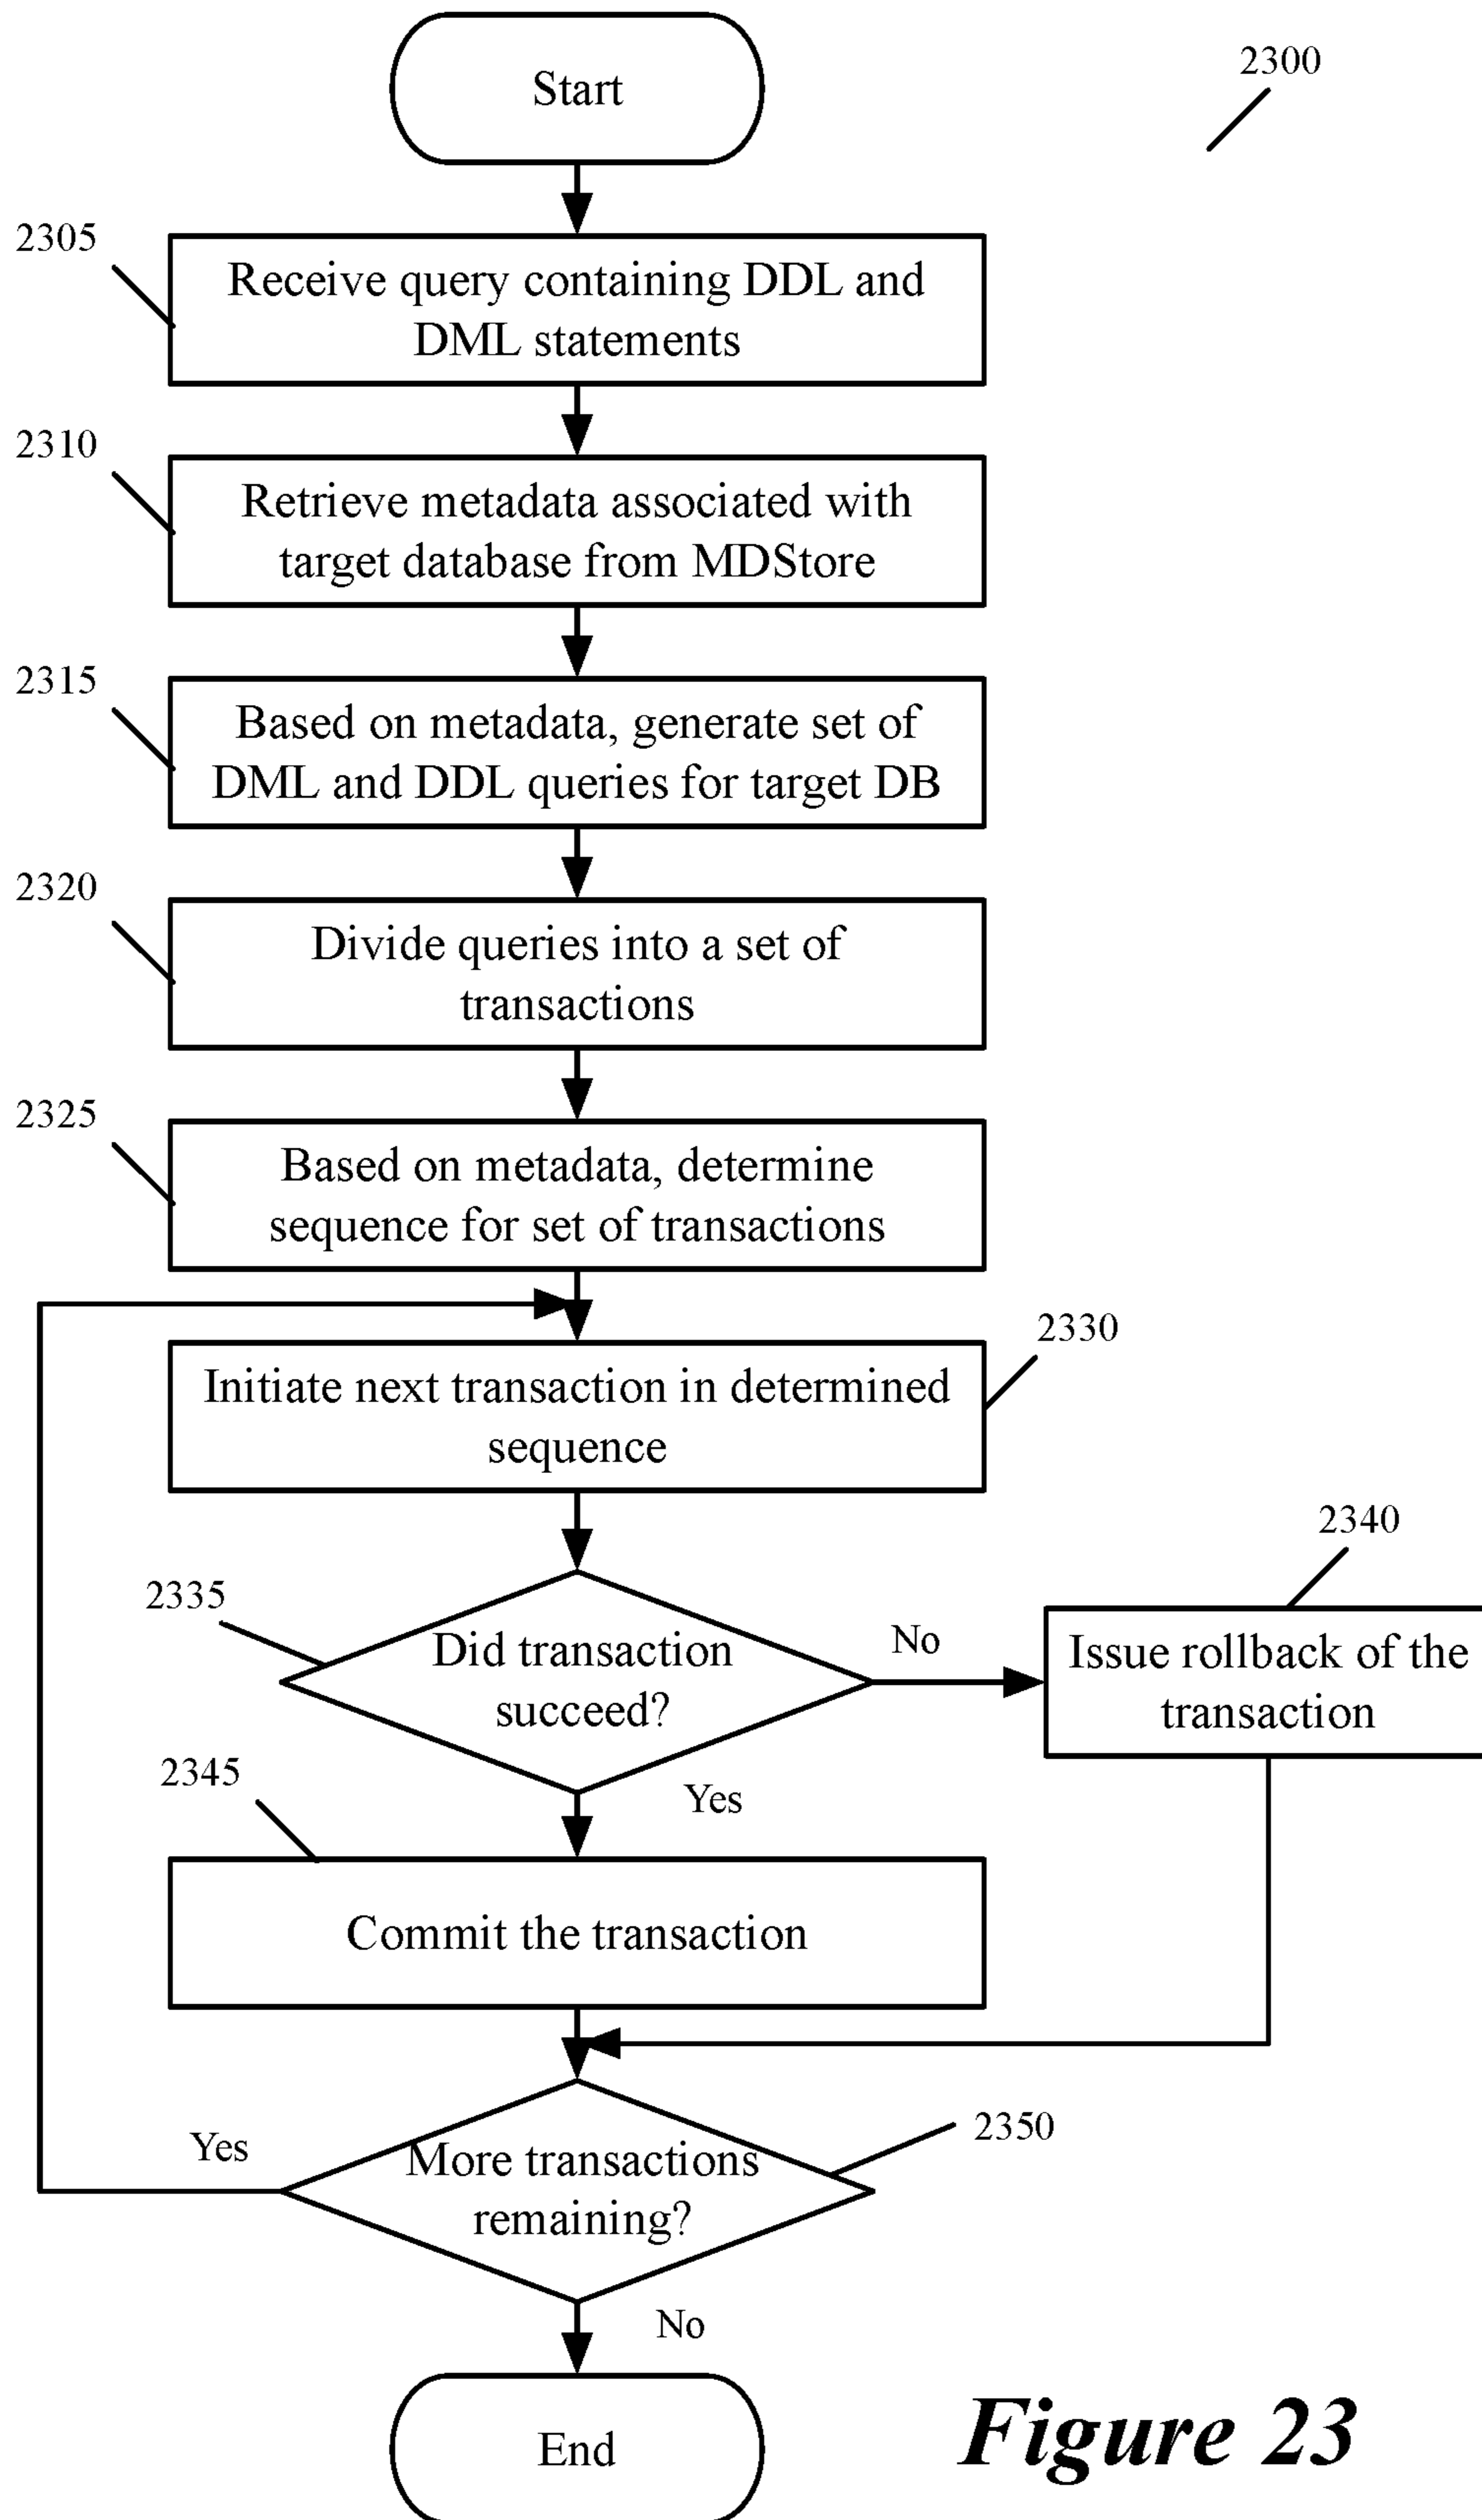 Start
2300
2305
Receive query containing DDL and
DML statements
2310
Retrieve metadata associated with
target database from MDStore
2315
Based on metadata, generate set of
DML and DDL queries for target DB
2320
Divide queries into a set of
transactions
2325
Based on metadata, determine
sequence for set of transactions
2330
Initiate next transaction in determined
sequence
2335
Did transaction
succeed?
No
2340
Issue rollback of the
transaction
Yes
2345
Commit the transaction
Yes
More transactions
remaining?
2350
No
End
Figure 23